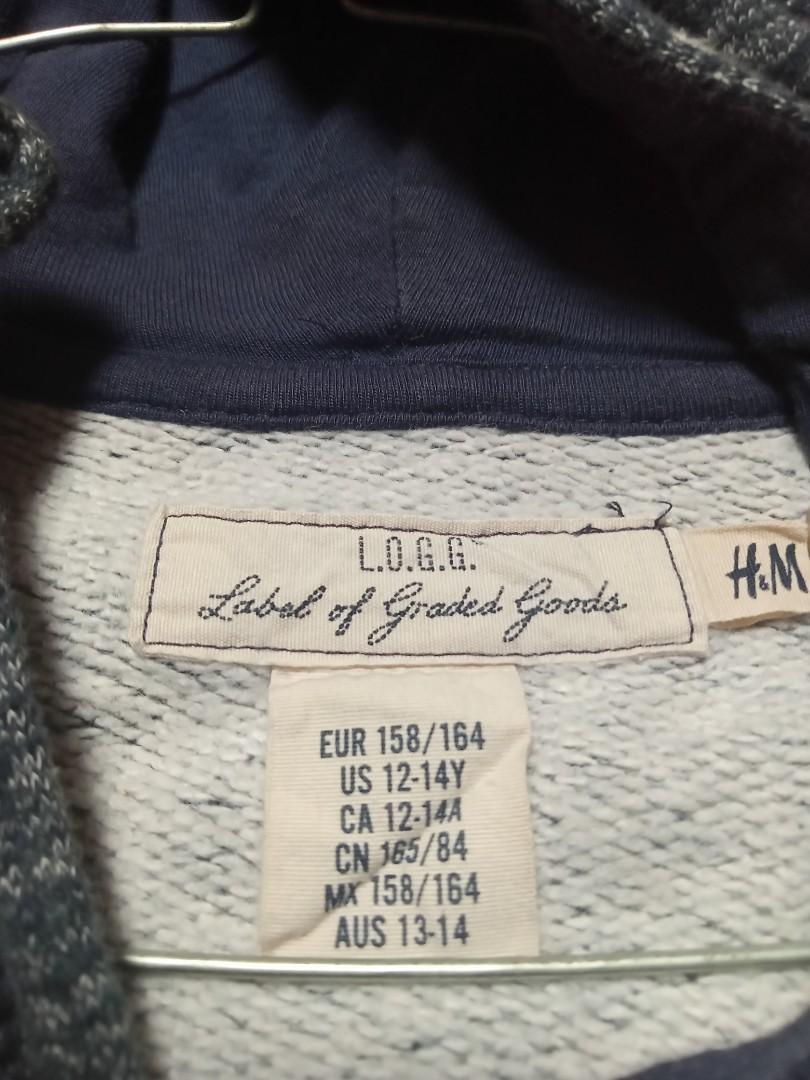 L.O.G.G.
Label of Graded Goods
H&M
EUR 158/164
US 12-14Y
CA 12-14A
CN 165/84
MX 158/164
AUS 13-14